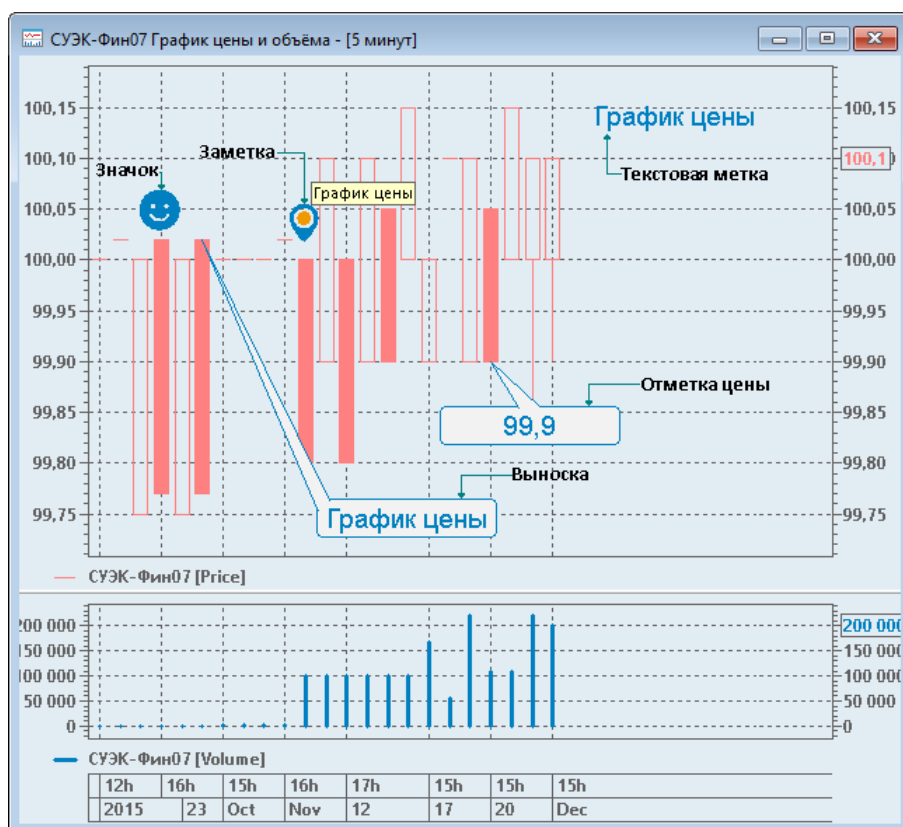 СУЭК-Фин07 График цены и объёма - [5 минут]
100,15
100,15
График цены
Заметка
100,10
100,1
Значок
Текстовая метка
График цены
100,05
100,05
100,00
100,00
99,95
99,95
99,90
99,90
Отметка цены
99,85
99,85
99,9
99,80
99,80
Выноска
99,75
99,75
График цены
СУЭК-Фин07 [Price]
200 000
200 000
150 000
150 000
100 000
100 000
50 000
50 000
0
0
СУЭК-Фин07 [Volume]
12h 16h 15h 16h 17h 15h 15h 15h
2015 23 Oct Nov 12 17 20 Dec